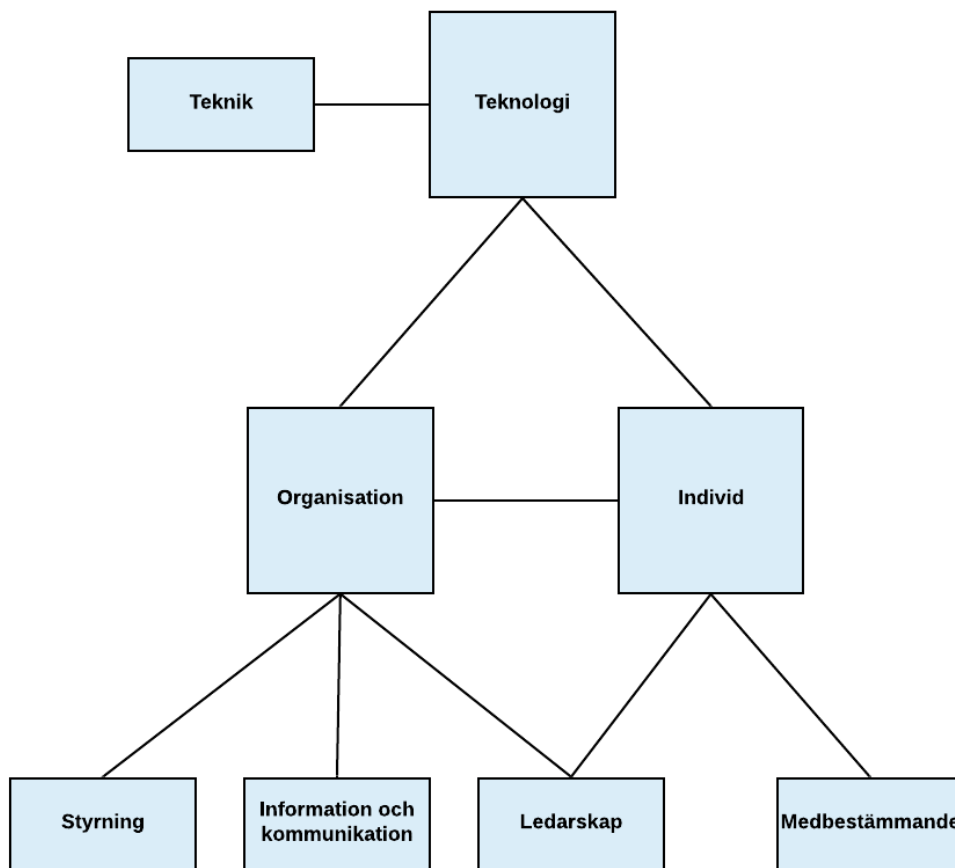 Teknik
Teknologi
Organisation
Individ
Styrning
Information och
kommunikation
Ledarskap
Medbestämmande